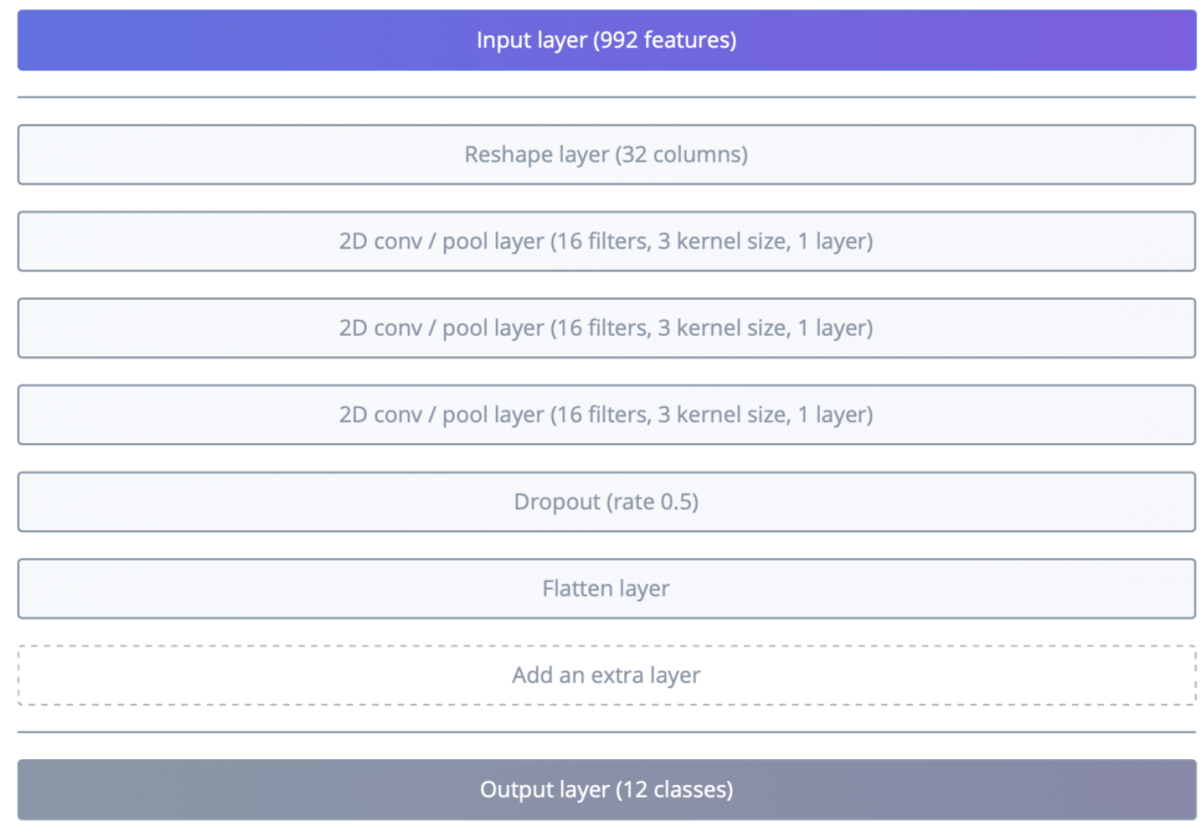 Input layer (992 features)
Reshape layer (32 columns)
2D conv / pool layer (16 filters, 3 kernel size, 1 layer)
2D conv / pool layer (16 filters, 3 kernel size, 1 layer)
2D conv / pool layer (16 filters, 3 kernel size, 1 layer)
Dropout (rate 0.5)
Flatten layer
Add an extra layer
Output layer (12 classes)